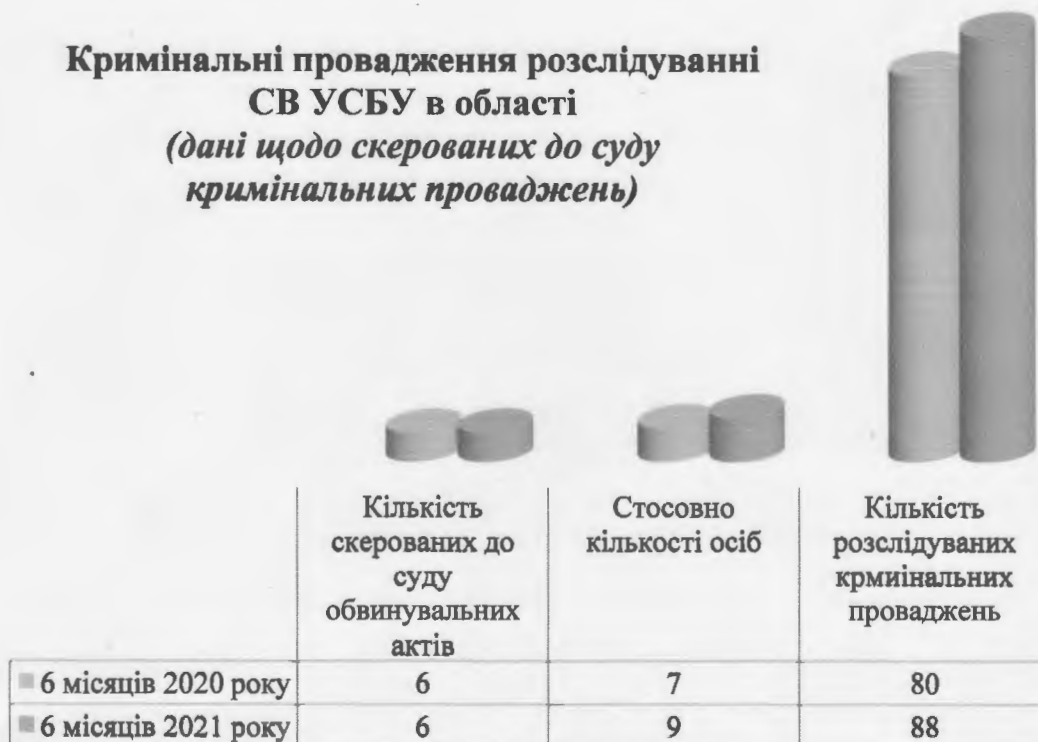 Кримінальні провадження розслідуванні
СВ УСБУ в області
(дані щодо скерованих до суду
кримінальних проваджень)
Кількість
скерованих до
суду
обвинувальних
актів
Стосовно
кількості осіб
Кількість
розслідуваних
крмиінальних
проваджень
6 місяців 2020 року 6 7 80
6 місяців 2021 року 6 9 88